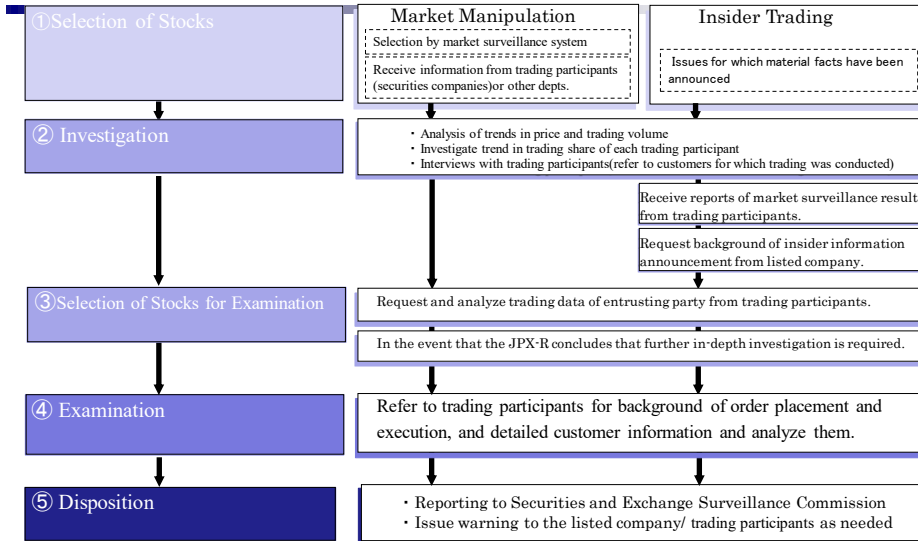 ①Selection of Stocks
Market Manipulation
Selection by market surveillance system
Receive information from trading participants
(securities companies)or other depts.
Insider Trading
Issues for which material facts have been
announced
② Investigation
・Analysis of trends in price and trading volume
・Investigate trend in trading share of each trading participant
・Interviews with trading participants(refer to customers for which trading was conducted)
Receive reports of market surveillance result
from trading participants.
Request background of insider information
announcement from listed company.
③Selection of Stocks for Examination
Request and analyze trading data of entrusting party from trading participants.
In the event that the JPX-R concludes that further in-depth investigation is required.
④ Examination
Refer to trading participants for background of order placement and
execution, and detailed customer information and analyze them.
⑤ Disposition
・Reporting to Securities and Exchange Surveillance Commission
・Issue warning to the listed company/ trading participants as needed